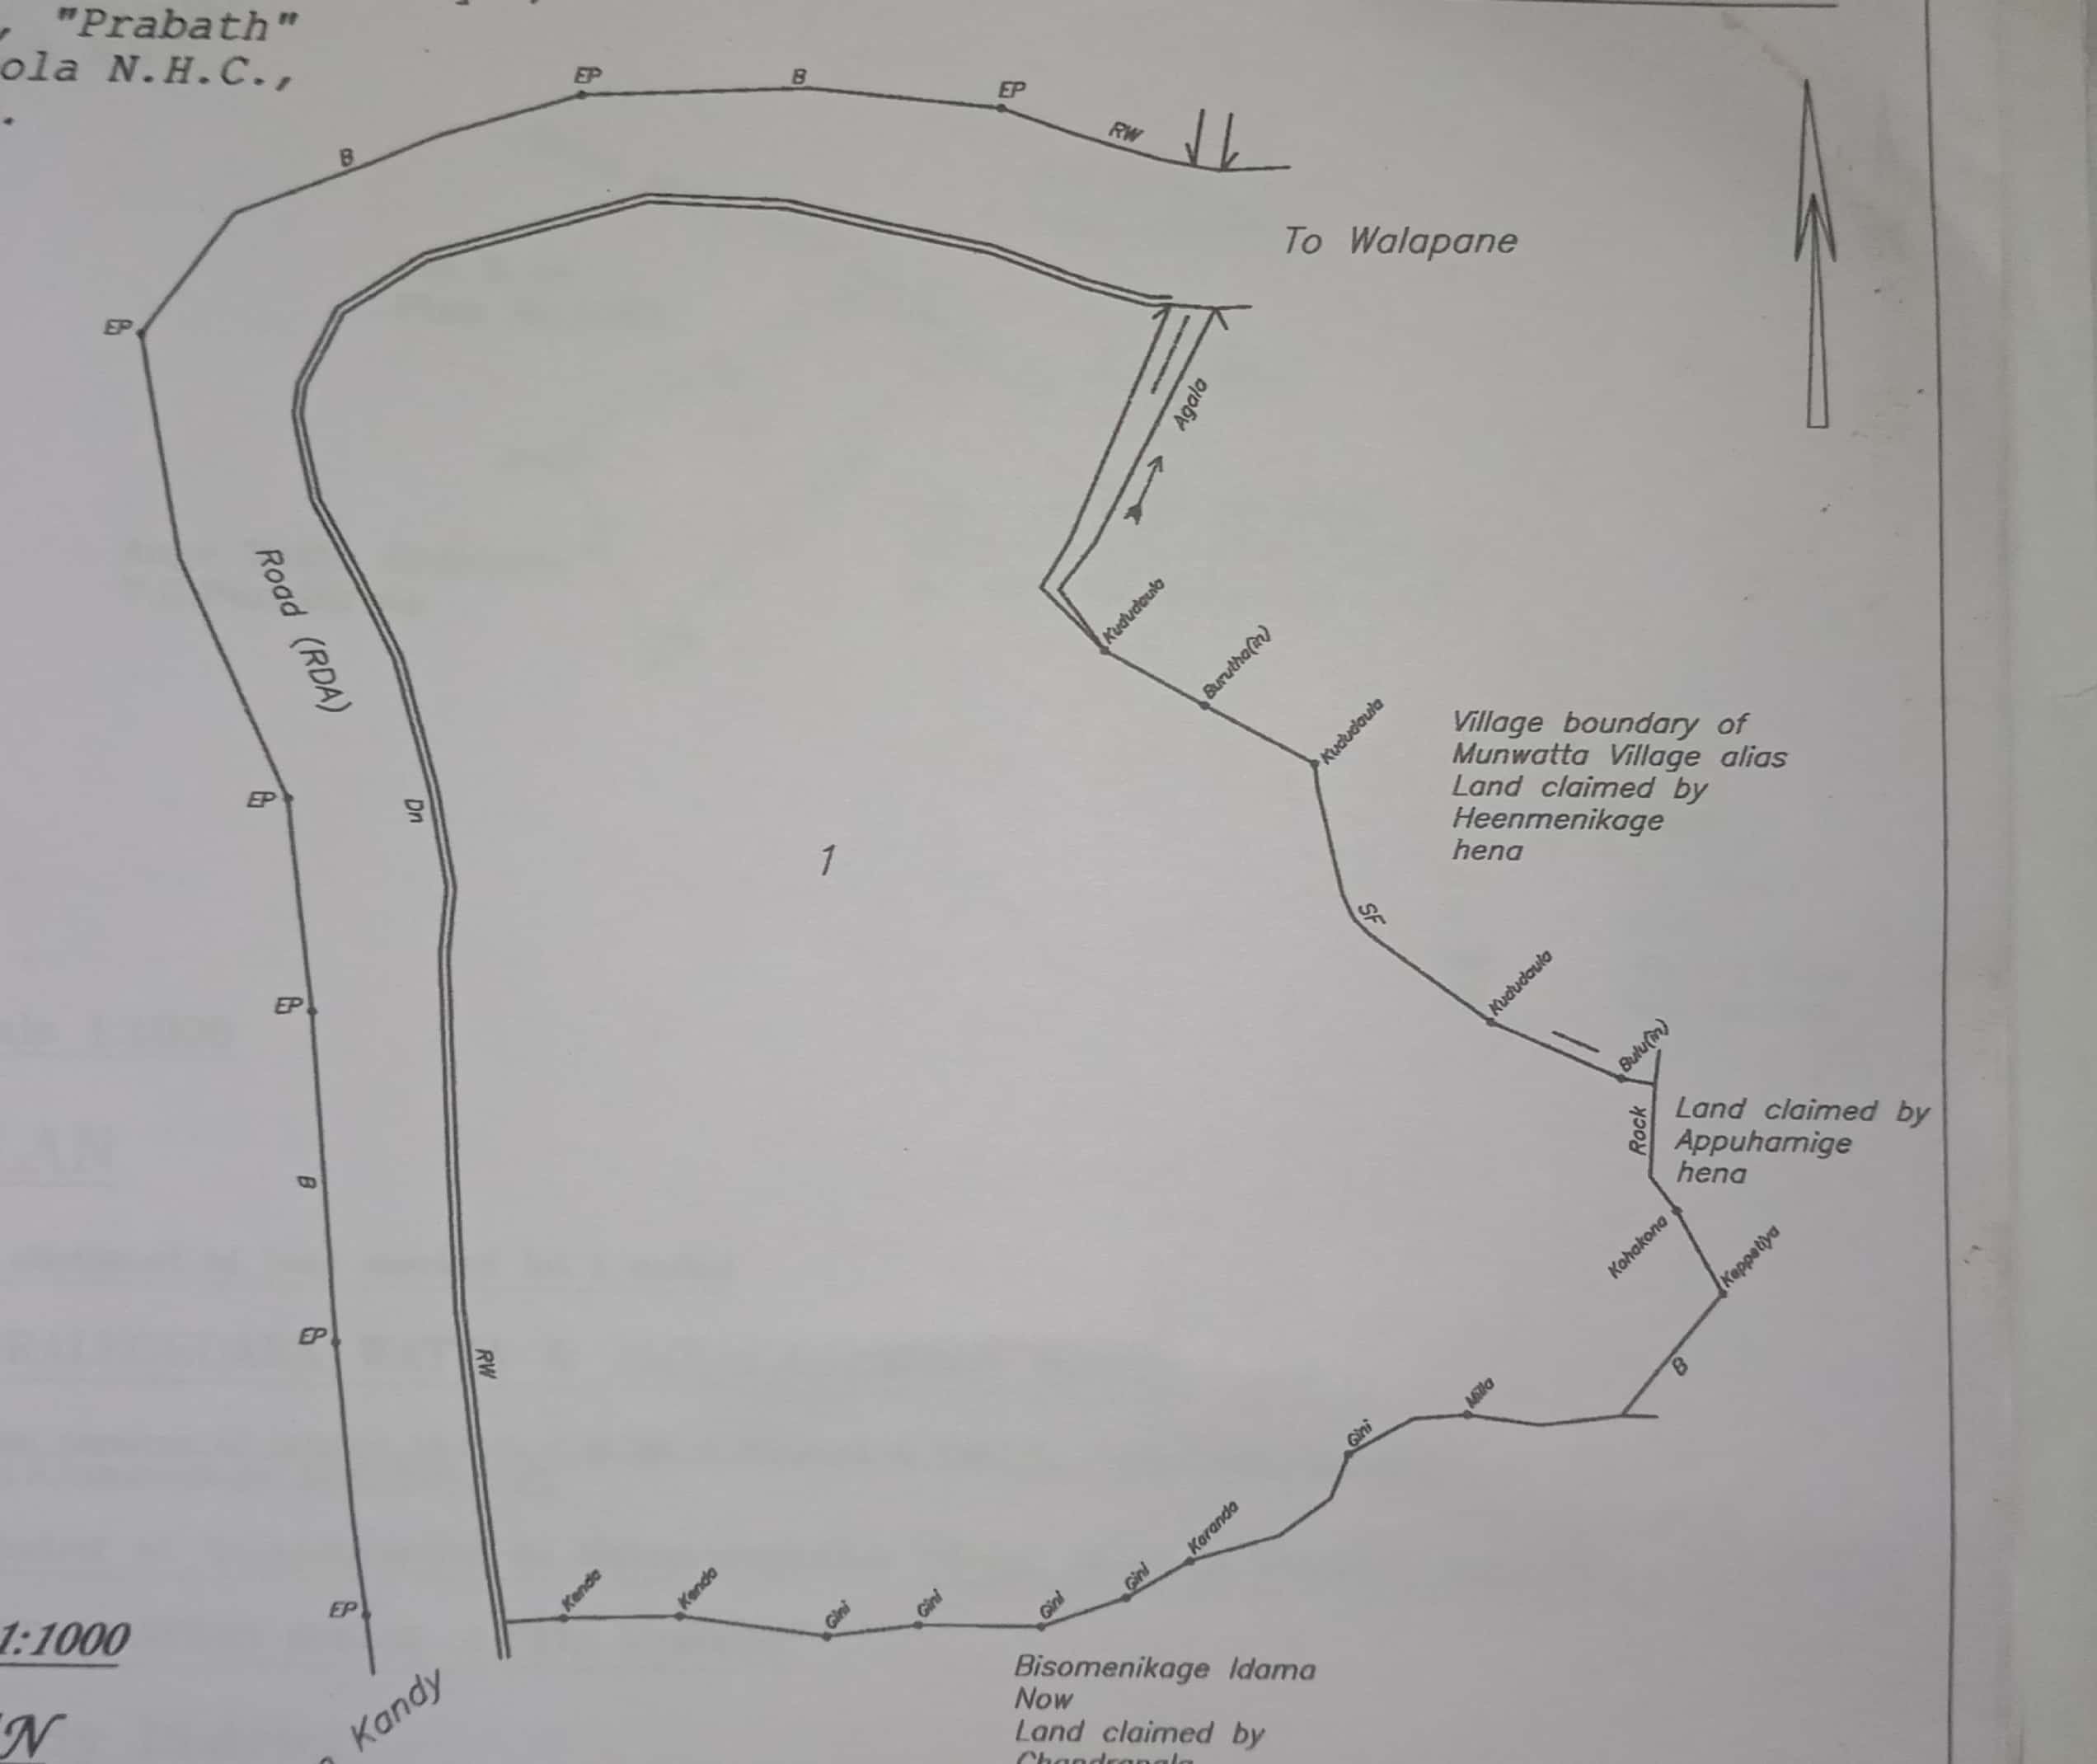 "Prabath"
ola N.H.C.,
EP
B
EP
RW
B
To Walapane
EP
Agala
Road (RDA)
Kududaula
Burutha(in)
Kududaula
Village boundary of
Munwatta Village alias
Land claimed by
Heenmenikage
hena
EP
Dn
1
SF
Kududaula
EP
Bulu(in)
Rock
Land claimed by
Appuhamige
hena
B
Kahakona
Keppetiya
EP
RW
B
Milla
Gini
Karanda
Kenda
Kenda
Gini
Gini
Gini
Gini
EP
1:1000
Kandy
Bisomenikage Idama
Now
Land claimed by
N